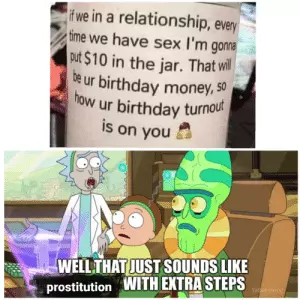 if we in a relationship, every
time we have sex I'm gonna
put $10 in the jar. That will
be ur birthday money, so
how ur birthday turnout
is on you 🤷
WELL THAT JUST SOUNDS LIKE
prostitution WITH EXTRA STEPS